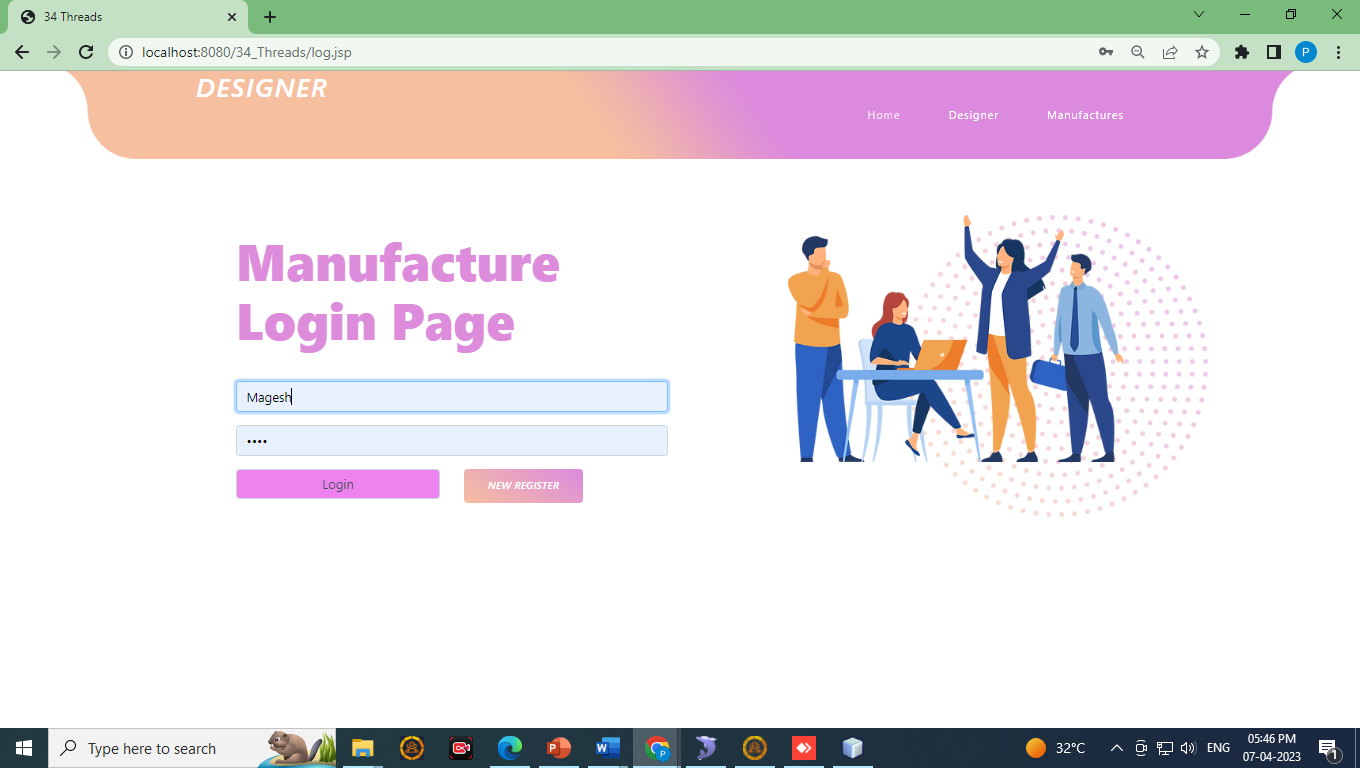 34 Threads
localhost:8080/34_Threads/log.jsp
P
DESIGNER
Home
Designer
Manufactures
Manufacture
Login Page
Magesh
••••
Login
NEW REGISTER
Type here to search
32°C
ENG
05:46 PM
07-04-2023
1